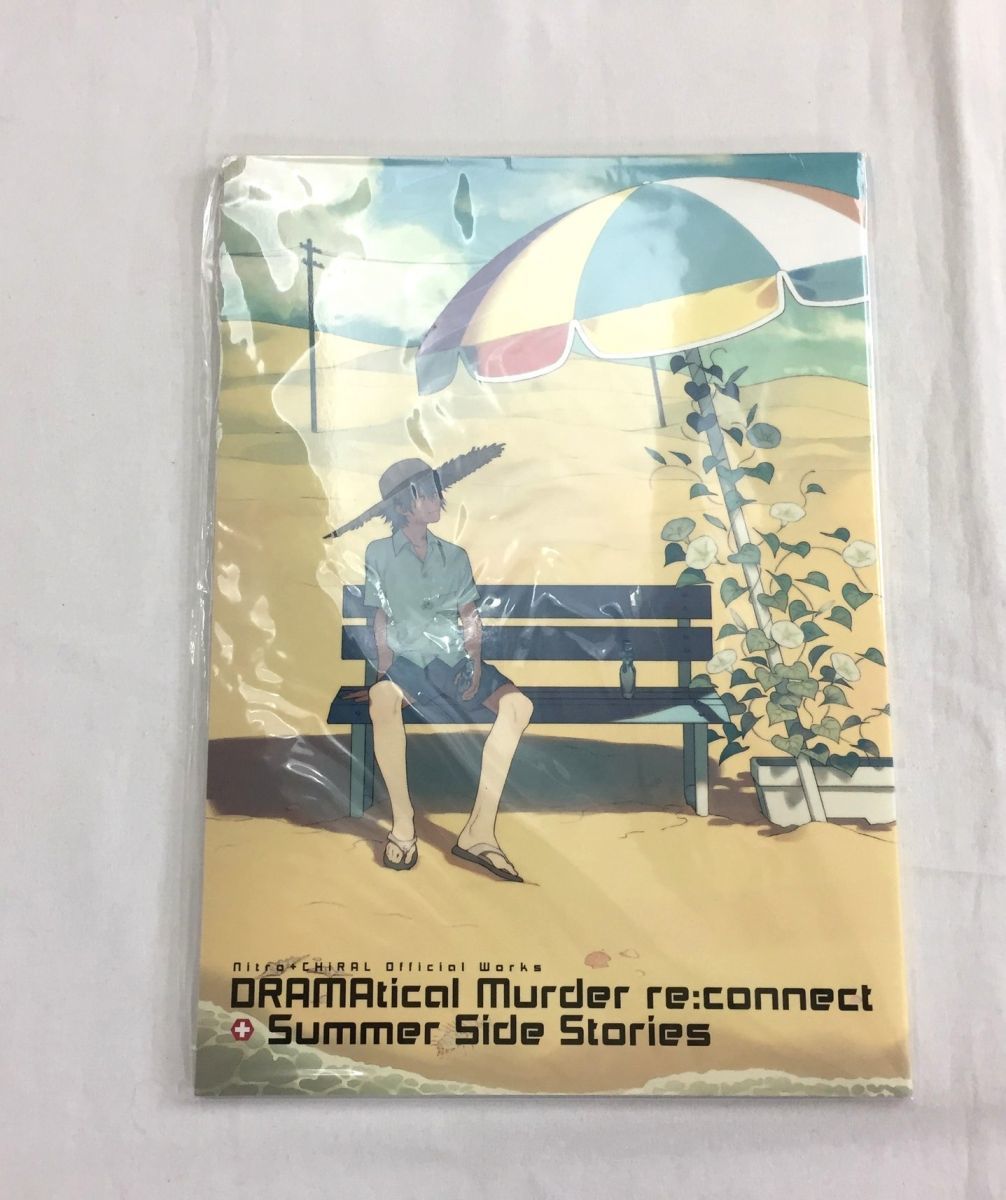 Nitro+CHiRAL Official Works
DRAMAtical Murder re:connect
Summer Side Stories